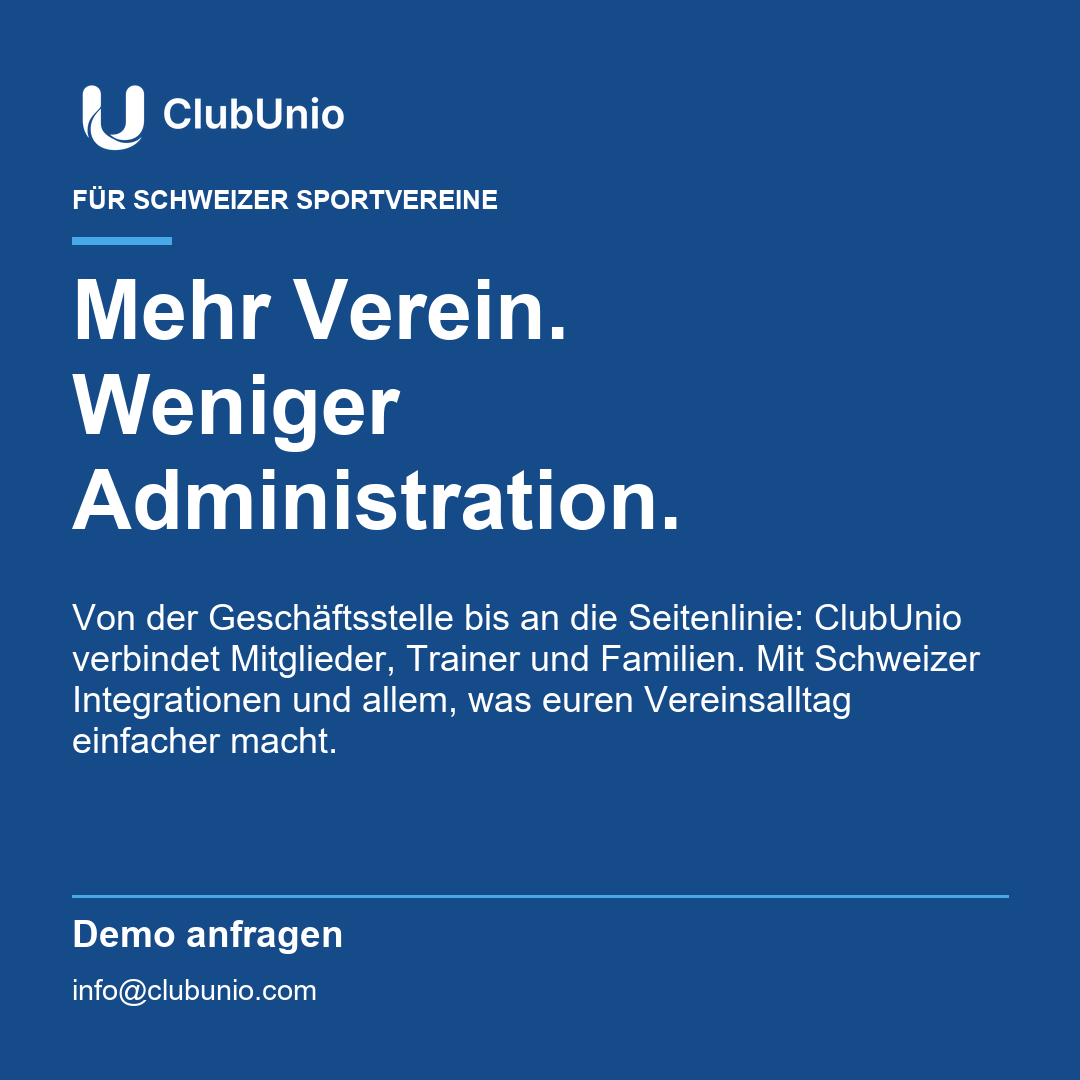 ClubUnio
FÜR SCHWEIZER SPORTVEREINE
Mehr Verein.
Weniger
Administration.
Von der Geschäftsstelle bis an die Seitenlinie: ClubUnio
verbindet Mitglieder, Trainer und Familien. Mit Schweizer
Integrationen und allem, was euren Vereinsalltag
einfacher macht.
Demo anfragen
info@clubunio.com